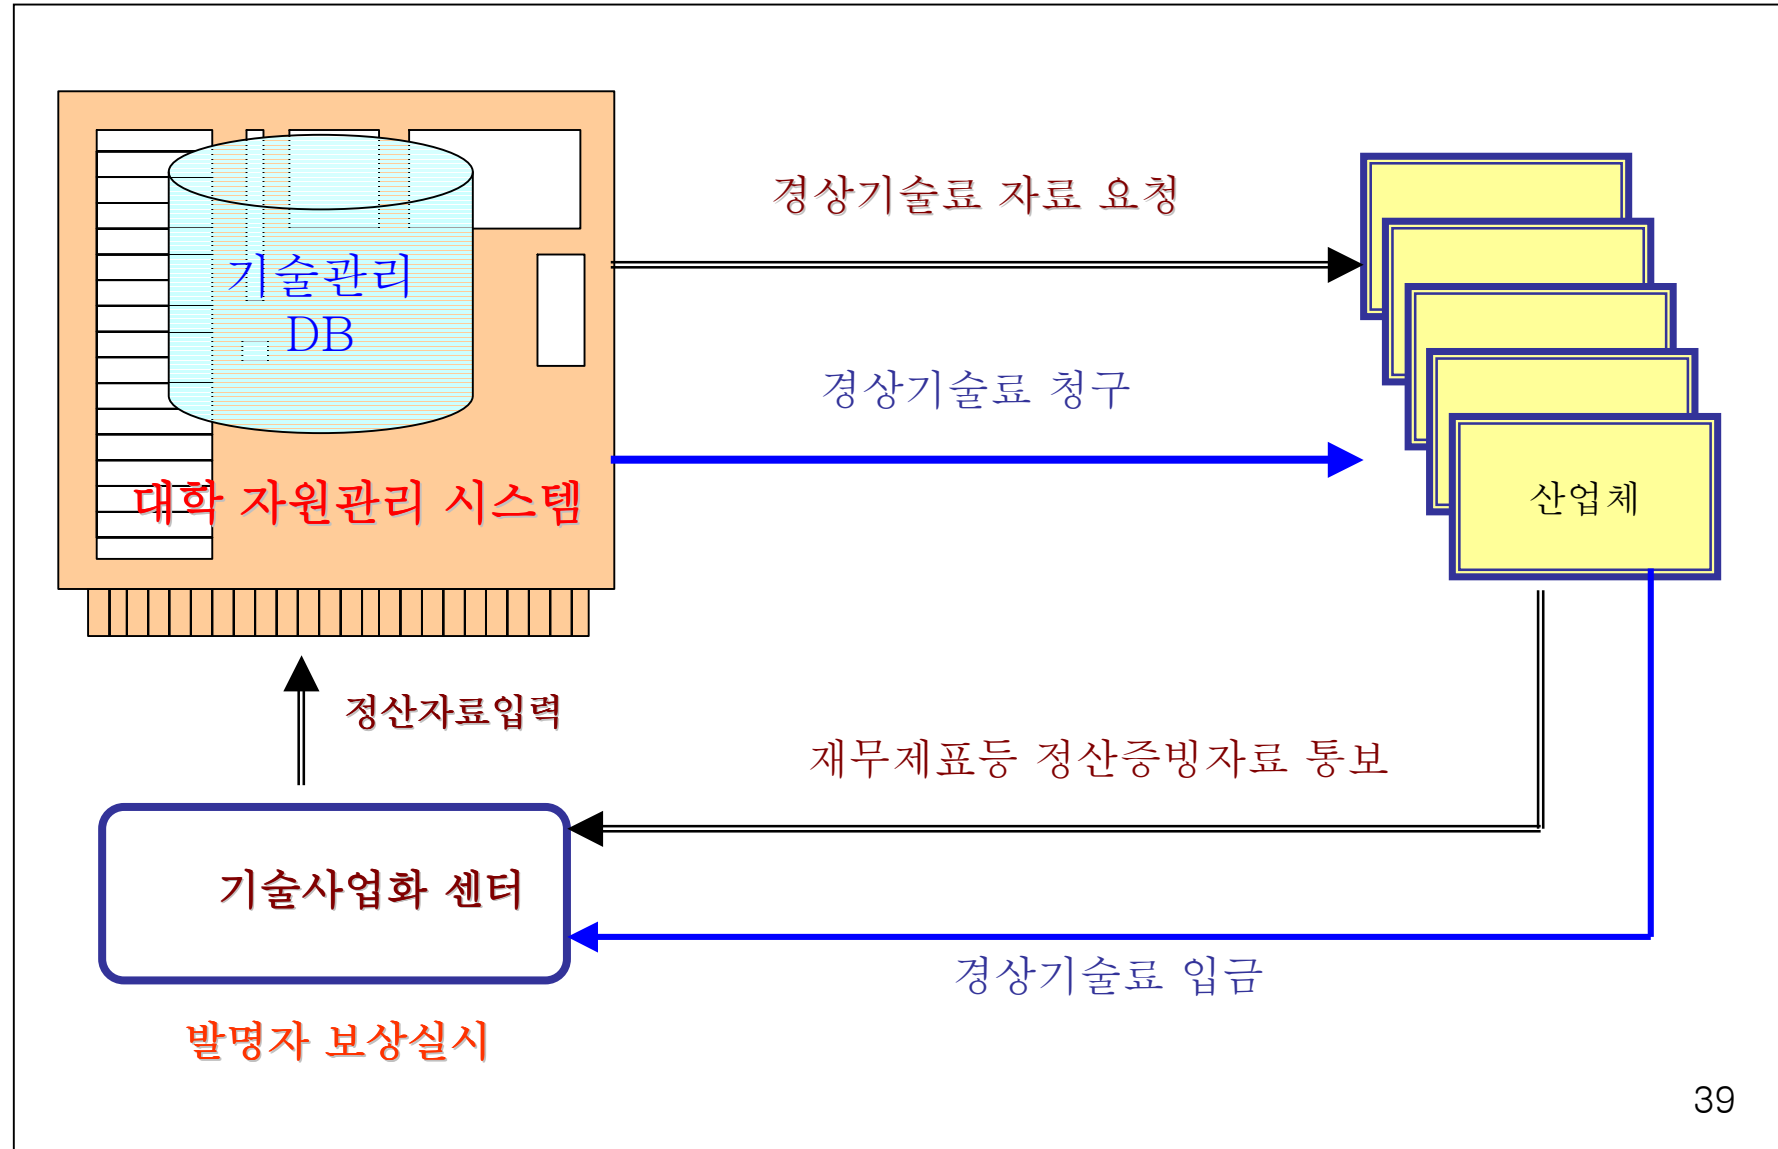 경상기술료 자료 요청
기술관리
DB
경상기술료 청구
대학 자원관리 시스템
산업체
정산자료입력
재무제표등 정산증빙자료 통보
기술사업화 센터
경상기술료 입금
발명자 보상실시
39